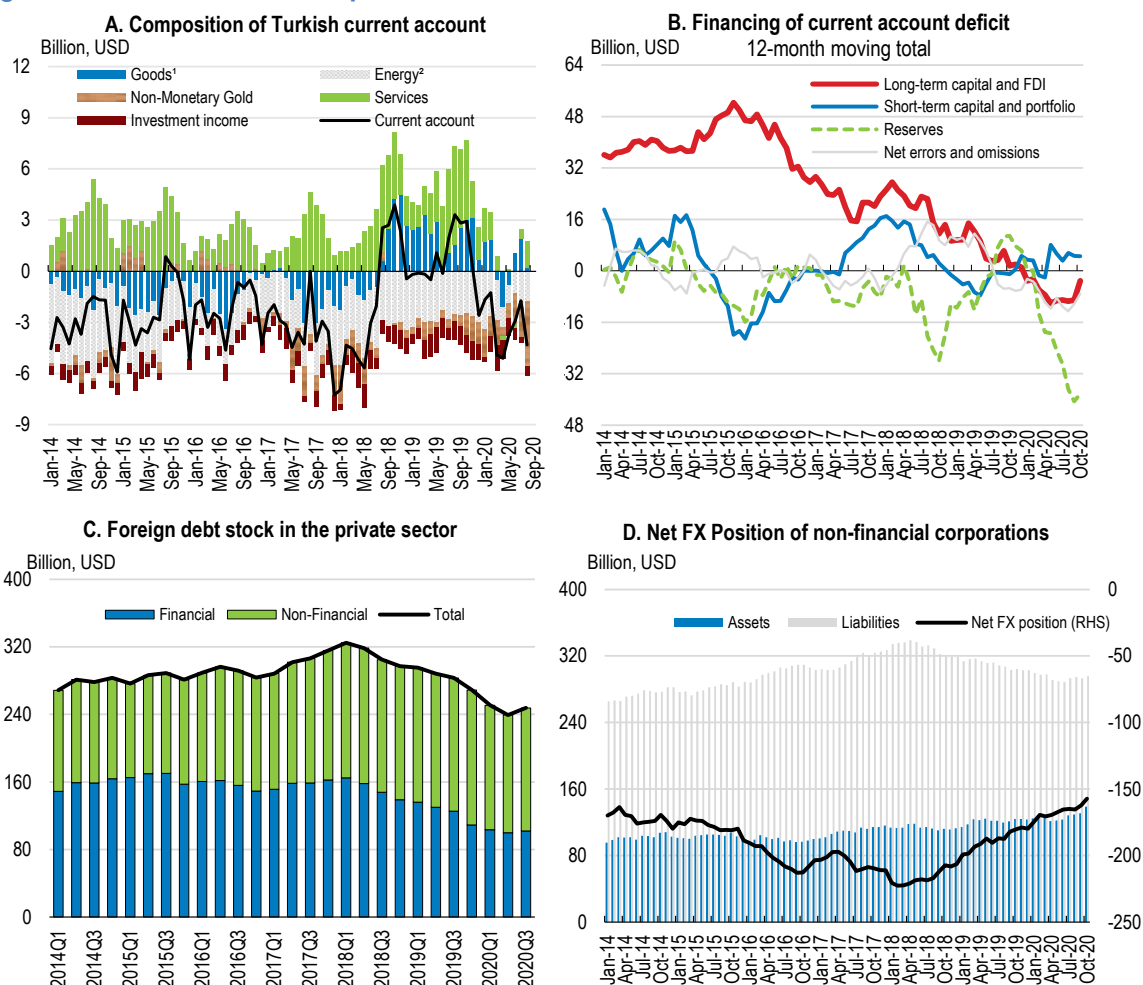 A. Composition of Turkish current account
Billion, USD
12
9
6
3
0
-3
-6
-9
Goods¹
Energy²
Non-Monetary Gold
Services
Investment income
Current account
Jan-14
May-14
Sep-14
Jan-15
May-15
Sep-15
Jan-16
May-16
Sep-16
Jan-17
May-17
Sep-17
Jan-18
May-18
Sep-18
Jan-19
May-19
Sep-19
Jan-20
May-20
Sep-20
B. Financing of current account deficit
Billion, USD
12-month moving total
64
48
32
16
0
-16
-32
-48
Long-term capital and FDI
Short-term capital and portfolio
Reserves
Net errors and omissions
Jan-14
Apr-14
Jul-14
Oct-14
Jan-15
Apr-15
Jul-15
Oct-15
Jan-16
Apr-16
Jul-16
Oct-16
Jan-17
Apr-17
Jul-17
Oct-17
Jan-18
Apr-18
Jul-18
Oct-18
Jan-19
Apr-19
Jul-19
Oct-19
Jan-20
Apr-20
Jul-20
Oct-20
C. Foreign debt stock in the private sector
Billion, USD
400
320
240
160
80
0
Financial
Non-Financial
Total
2014Q1
2014Q3
2015Q1
2015Q3
2016Q1
2016Q3
2017Q1
2017Q3
2018Q1
2018Q3
2019Q1
2019Q3
2020Q1
2020Q3
D. Net FX Position of non-financial corporations
Billion, USD
400
320
240
160
80
0
0
-50
-100
-150
-200
-250
Assets
Liabilities
Net FX position (RHS)
Jan-14
Apr-14
Jul-14
Oct-14
Jan-15
Apr-15
Jul-15
Oct-15
Jan-16
Apr-16
Jul-16
Oct-16
Jan-17
Apr-17
Jul-17
Oct-17
Jan-18
Apr-18
Jul-18
Oct-18
Jan-19
Apr-19
Jul-19
Oct-19
Jan-20
Apr-20
Jul-20
Oct-20